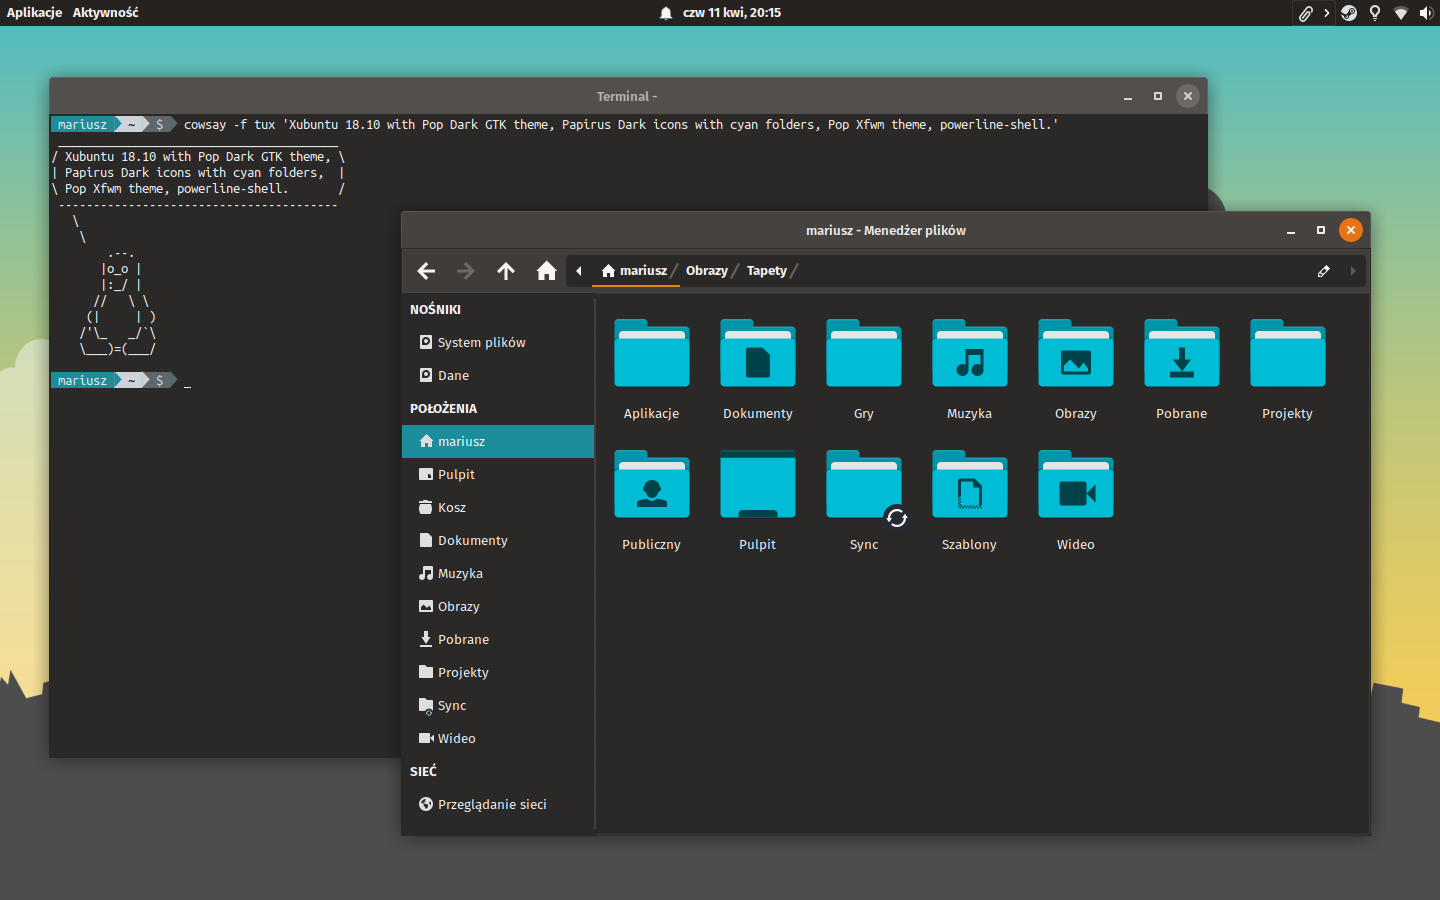 Aplikacje Aktywność czw 11 kwi, 20:15
Terminal -
mariusz ~ $ cowsay -f tux 'Xubuntu 18.10 with Pop Dark GTK theme, Papirus Dark icons with cyan folders, Pop Xfwm theme, powerline-shell.'
 ________________________________________
/ Xubuntu 18.10 with Pop Dark GTK theme, \
| Papirus Dark icons with cyan folders,  |
\ Pop Xfwm theme, powerline-shell.       /
 ----------------------------------------
   \
    \
        .--.
       |o_o |
       |:_/ |
      //   \ \
     (|     | )
    /'\_   _/`\
    \___)=(___/
mariusz ~ $ _
mariusz - Menedżer plików
mariusz / Obrazy / Tapety /
NOŚNIKI
System plików
Dane
POŁOŻENIA
mariusz
Pulpit
Kosz
Dokumenty
Muzyka
Obrazy
Pobrane
Projekty
Sync
Wideo
SIEĆ
Przeglądanie sieci
Aplikacje Dokumenty Gry Muzyka Obrazy Pobrane Projekty
Publiczny Pulpit Sync Szablony Wideo